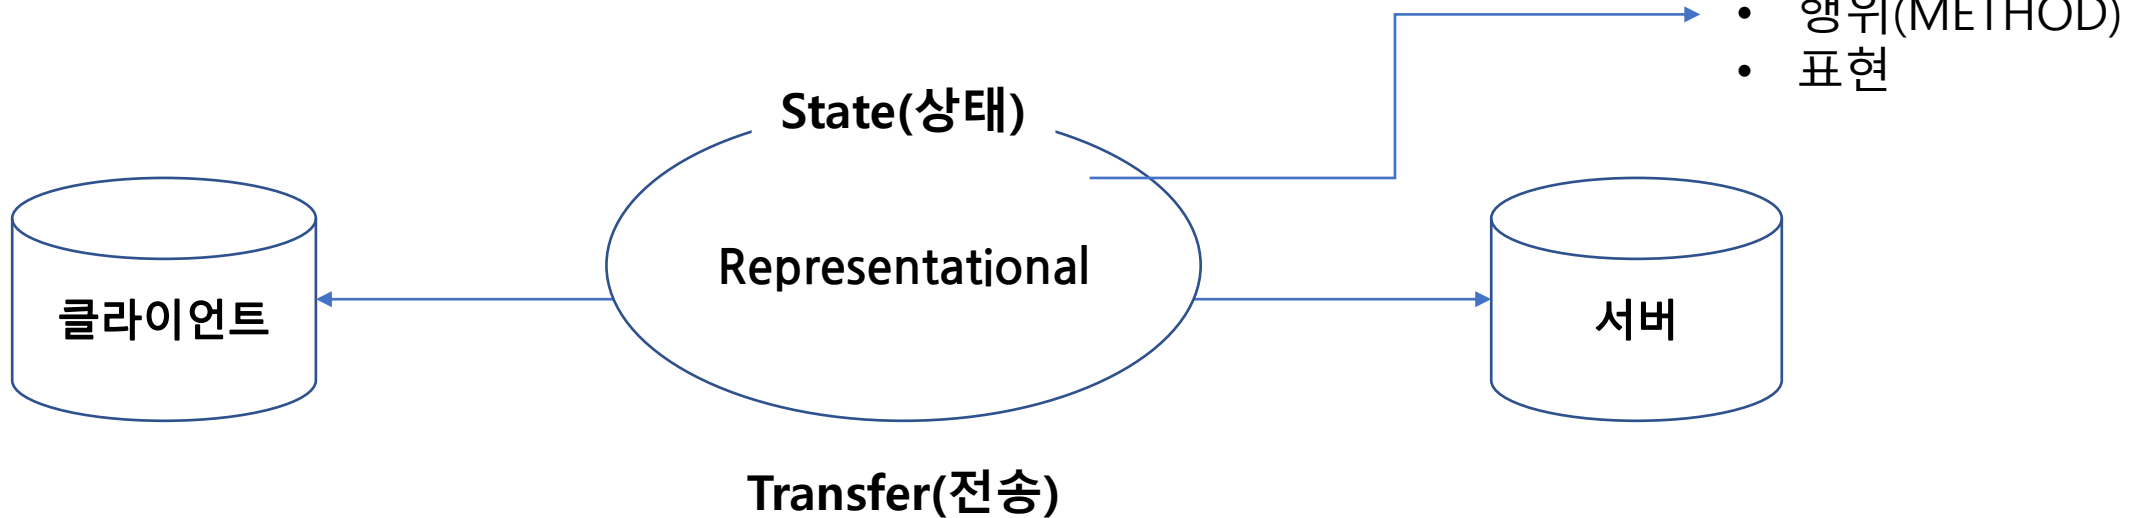 • 행위(METHOD)
• 표현
State(상태)
Representational
클라이언트
서버
Transfer(전송)